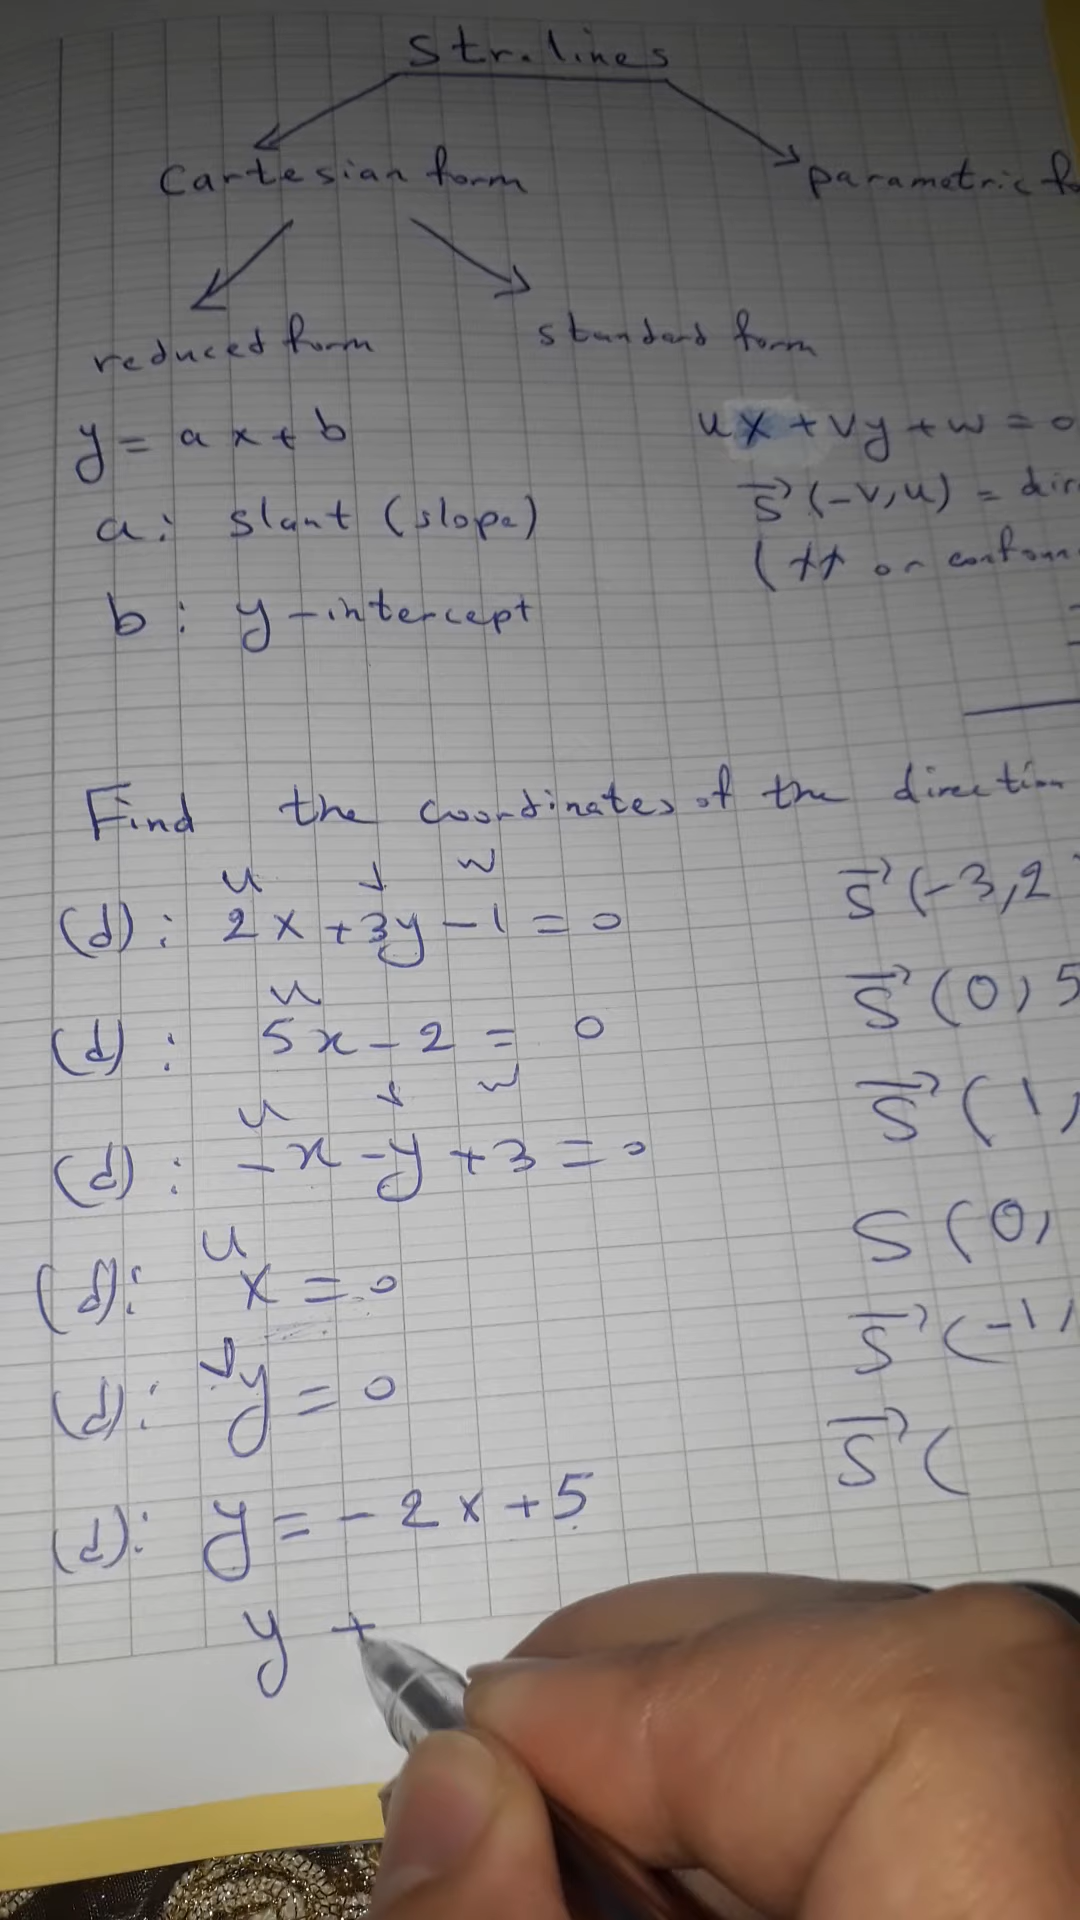 str. lines
Cartesian form
parametric
reduced form
standard form
y = ax + b
ux + vy + w = 0
a : slant (slope)
S⃗ (-v, u) =
( or
b : y-intercept
Find the coordinates of the direction
u v w
(d) : 2x + 3y - 1 = 0
S⃗ (-3, 2
u
(d) : 5x - 2 = 0
S⃗ (0, 5
u v w
(d) : -x - y + 3 = 0
S⃗ (1,
u
(d) : x = 0
S (0,
v
(d) : y = 0
S⃗ (-1,
(d) : y = -2x + 5
S⃗ (
y +